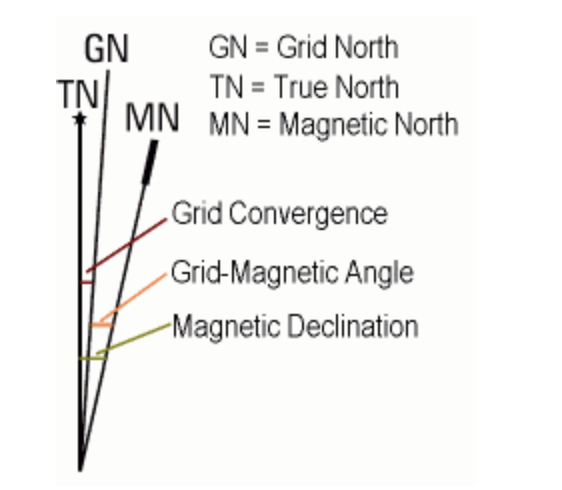 GN
TN
MN
GN = Grid North
TN = True North
MN = Magnetic North
Grid Convergence
Grid-Magnetic Angle
Magnetic Declination